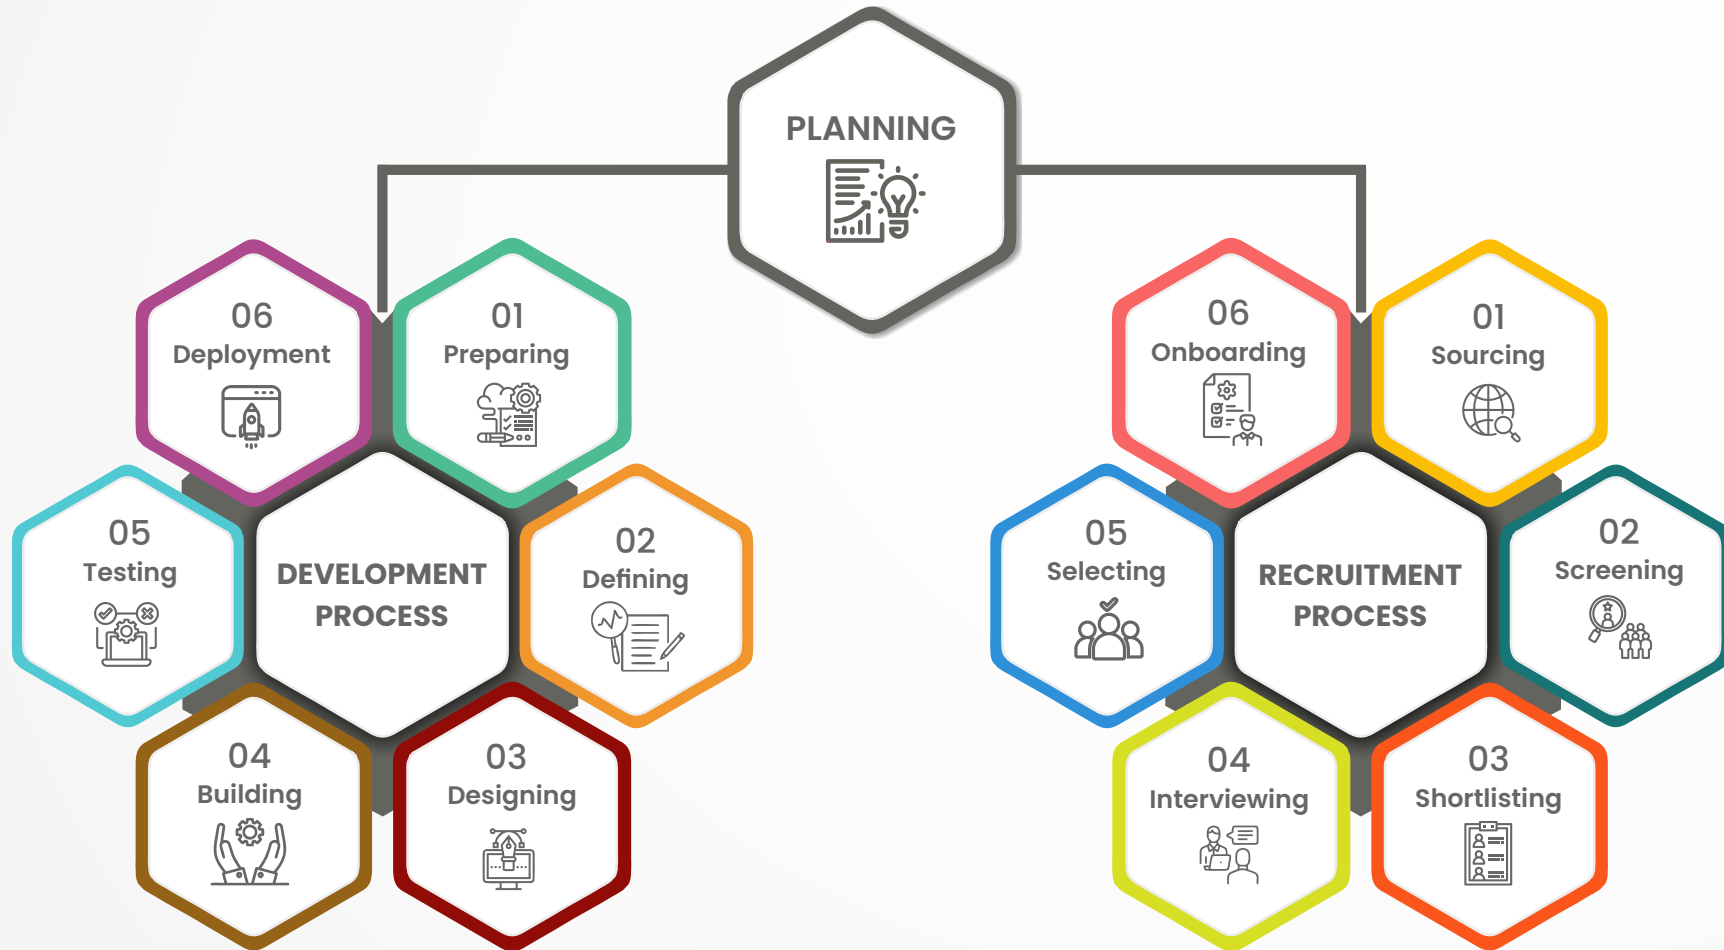 PLANNING
DEVELOPMENT
PROCESS
01
Preparing
02
Defining
03
Designing
04
Building
05
Testing
06
Deployment
RECRUITMENT
PROCESS
01
Sourcing
02
Screening
03
Shortlisting
04
Interviewing
05
Selecting
06
Onboarding